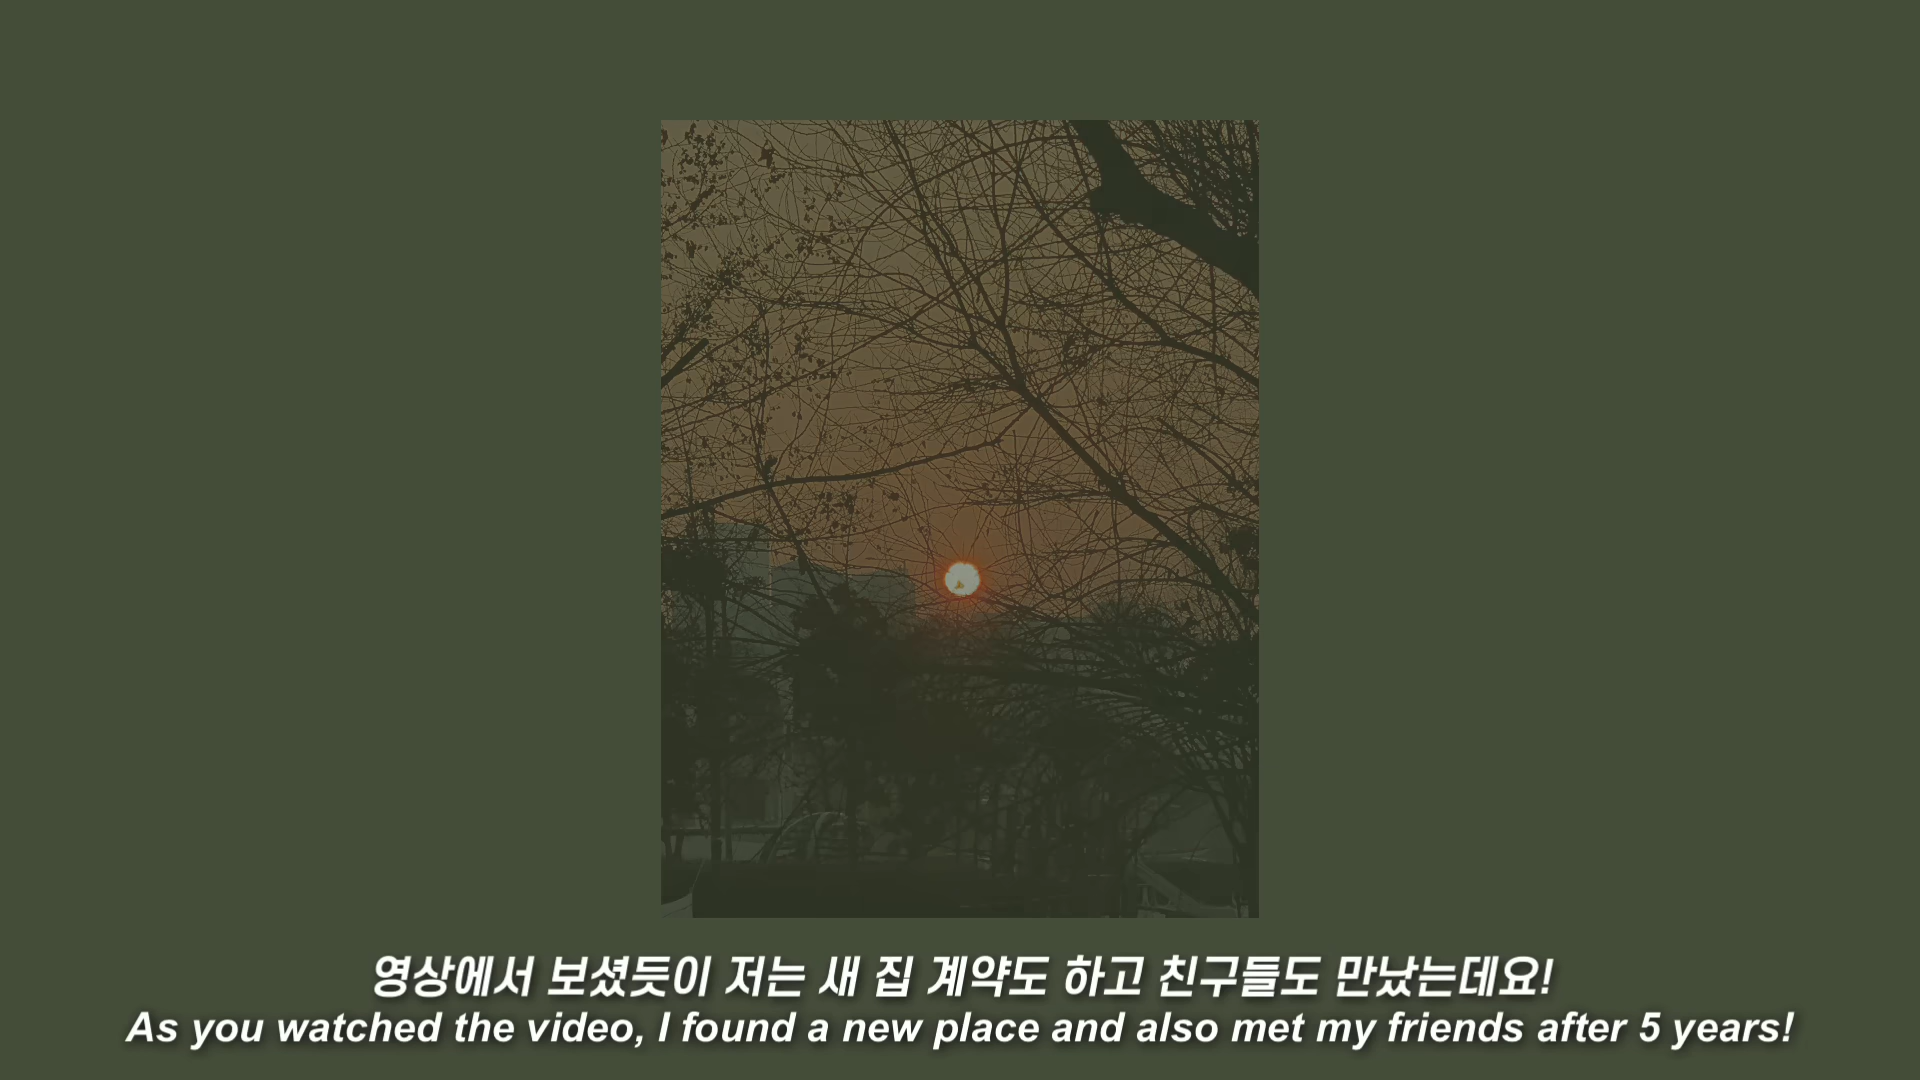 영상에서 보셨듯이 저는 새 집 계약도 하고 친구들도 만났는데요!
As you watched the video, I found a new place and also met my friends after 5 years!